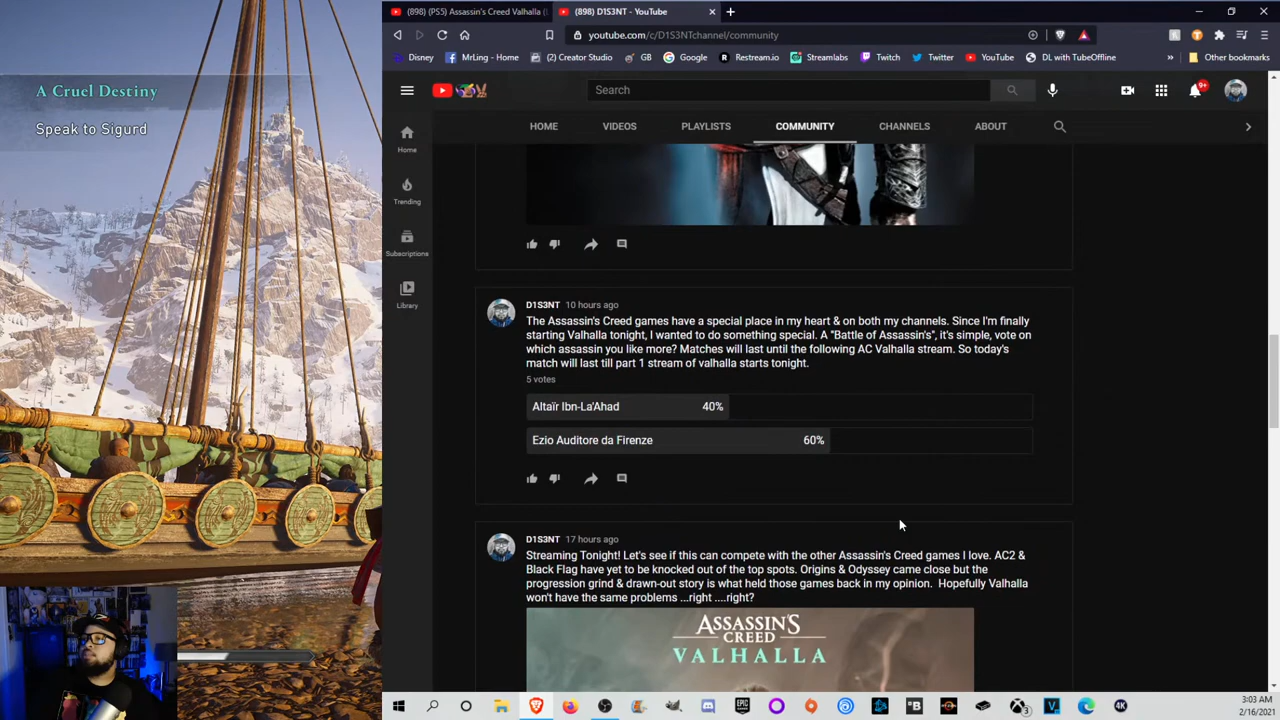 A Cruel Destiny
Speak to Sigurd
(898) (PS5) Assassin's Creed Valhalla (
(898) D1S3NT - YouTube
youtube.com/c/D1S3NTchannel/community
Disney
MrLing - Home
(2) Creator Studio
GB
Google
Restream.io
Streamlabs
Twitch
Twitter
YouTube
DL with TubeOffline
»
Other bookmarks
Search
9+
HOME
VIDEOS
PLAYLISTS
COMMUNITY
CHANNELS
ABOUT
Home
Trending
Subscriptions
Library
D1S3NT 10 hours ago
The Assassin's Creed games have a special place in my heart & on both my channels. Since I'm finally
starting Valhalla tonight, I wanted to do something special. A "Battle of Assassin's", it's simple, vote on
which assassin you like more? Matches will last until the following AC Valhalla stream. So today's
match will last till part 1 stream of valhalla starts tonight.
5 votes
Altaïr Ibn-La'Ahad 40%
Ezio Auditore da Firenze 60%
D1S3NT 17 hours ago
Streaming Tonight! Let's see if this can compete with the other Assassin's Creed games I love. AC2 &
Black Flag have yet to be knocked out of the top spots. Origins & Odyssey came close but the
progression grind & drawn-out story is what held those games back in my opinion. Hopefully Valhalla
won't have the same problems ...right ....right?
ASSASSIN'S
CREED
VALHALLA
EPIC
GAMES
B
3
V
4K
3:03 AM
2/16/2021